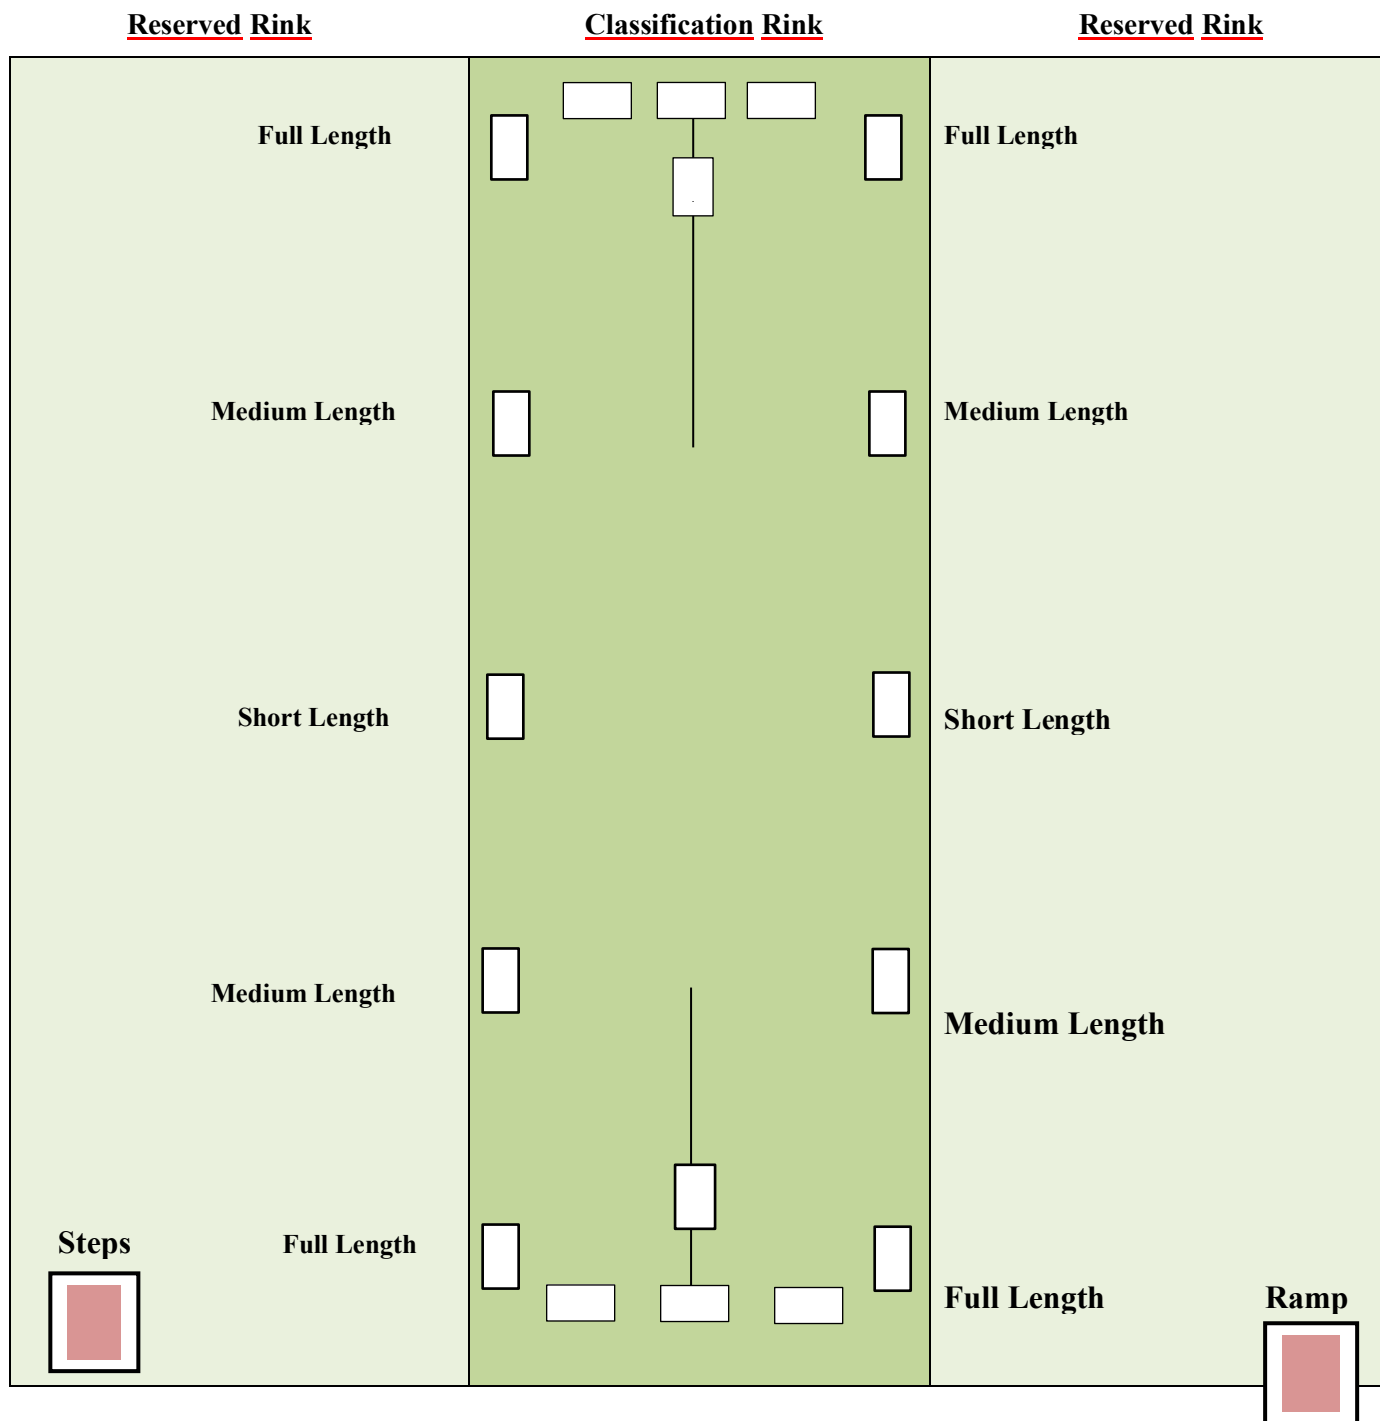 Reserved Rink
Classification Rink
Reserved Rink
Full Length
Full Length
Medium Length
Medium Length
Short Length
Short Length
Medium Length
Medium Length
Steps
Full Length
Full Length
Ramp